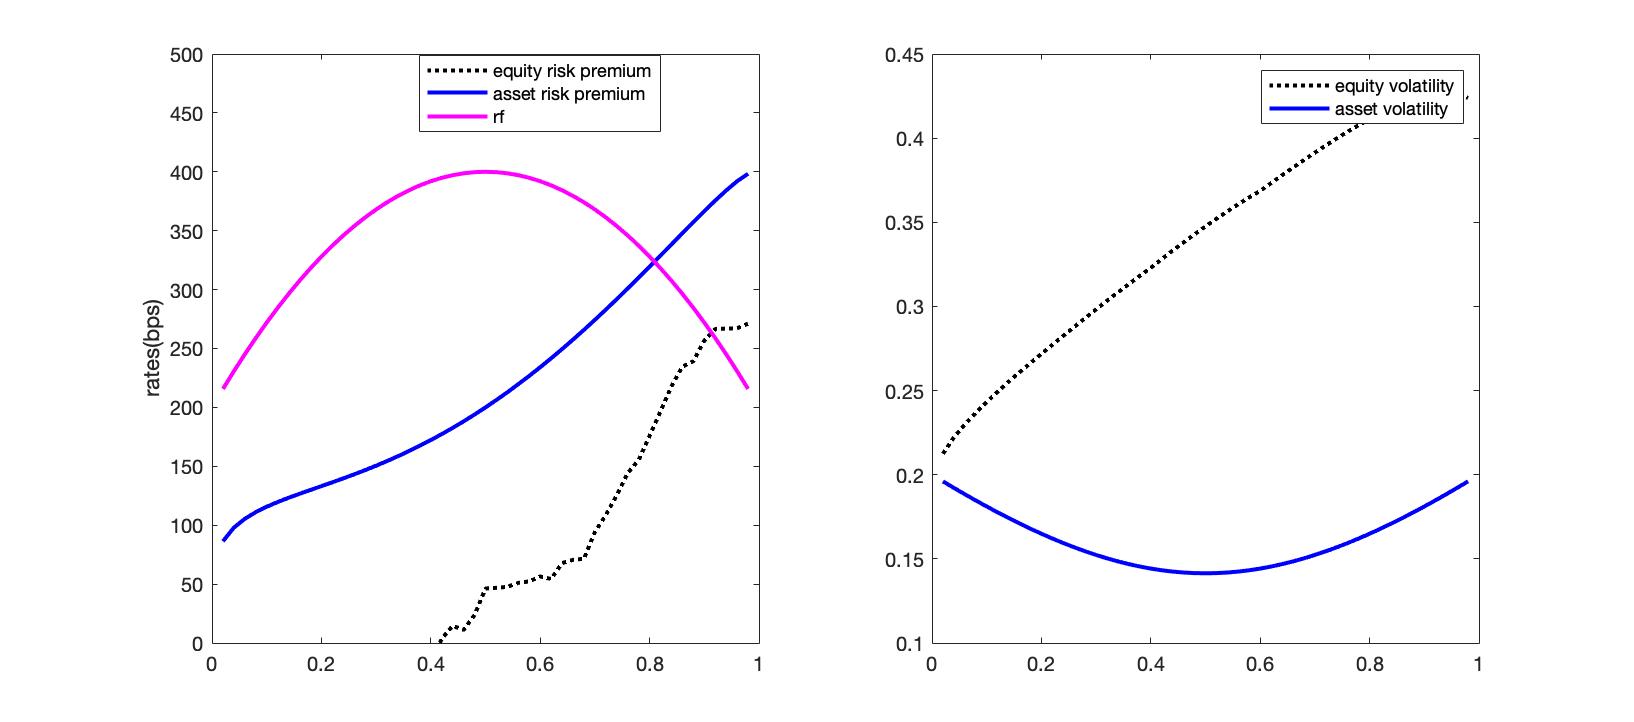 500
450
400
350
300
250
200
150
100
50
0
rates(bps)
0 0.2 0.4 0.6 0.8 1
equity risk premium
asset risk premium
rf
0.45
0.4
0.35
0.3
0.25
0.2
0.15
0.1
0 0.2 0.4 0.6 0.8 1
equity volatility
asset volatility